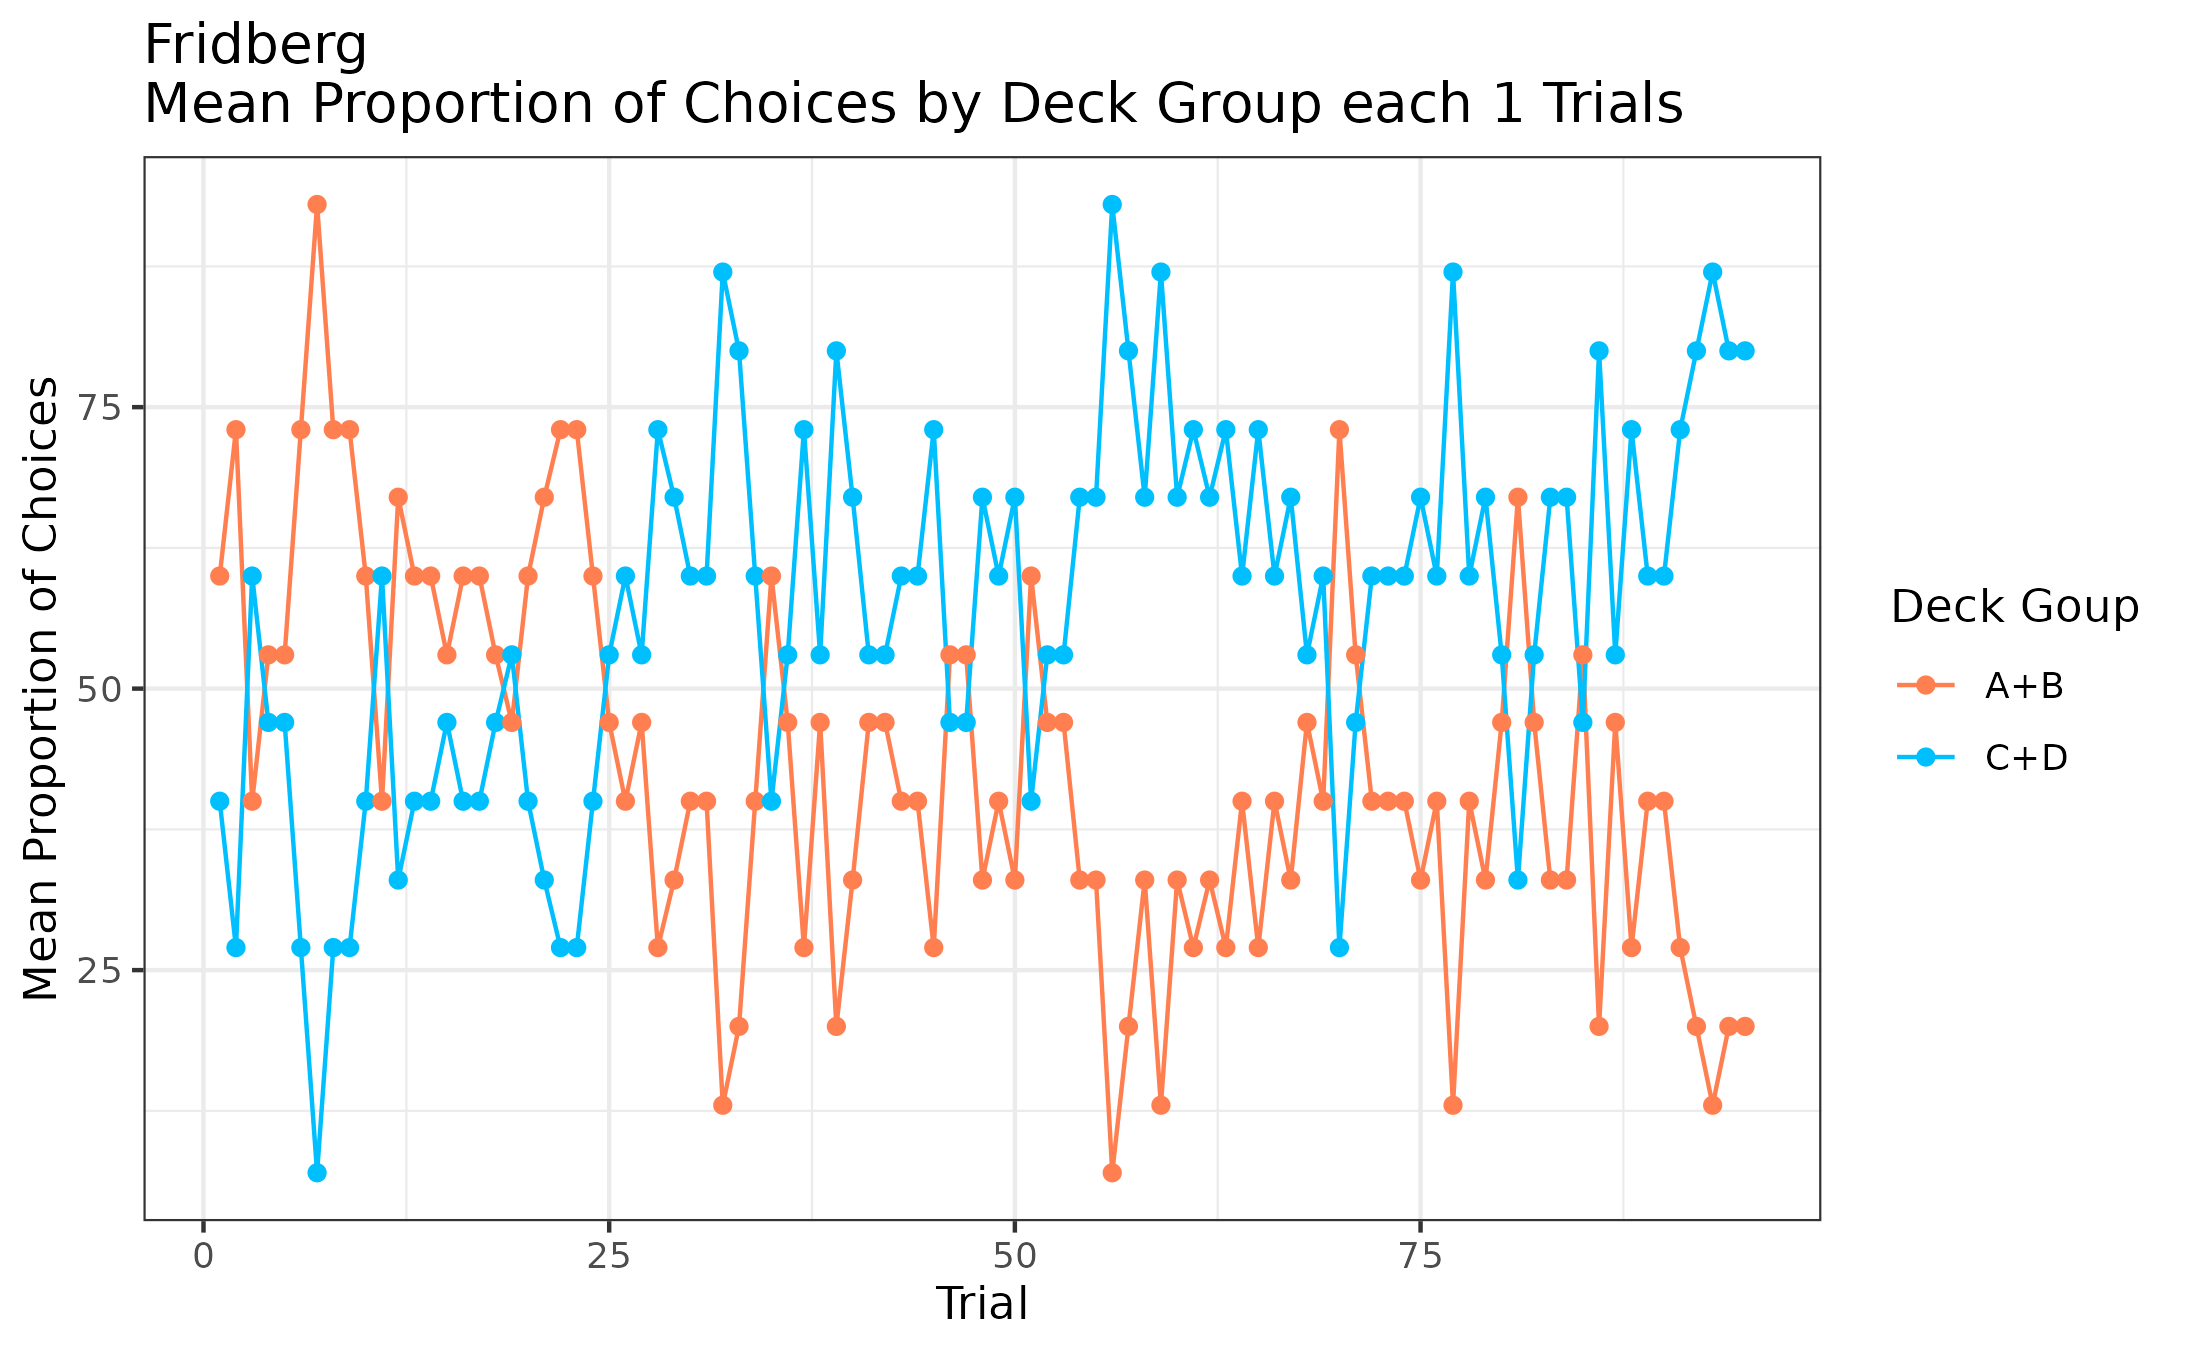 Fridberg
Mean Proportion of Choices by Deck Group each 1 Trials
Mean Proportion of Choices
75
50
25
0
25
50
75
Trial
Deck Goup
A+B
C+D